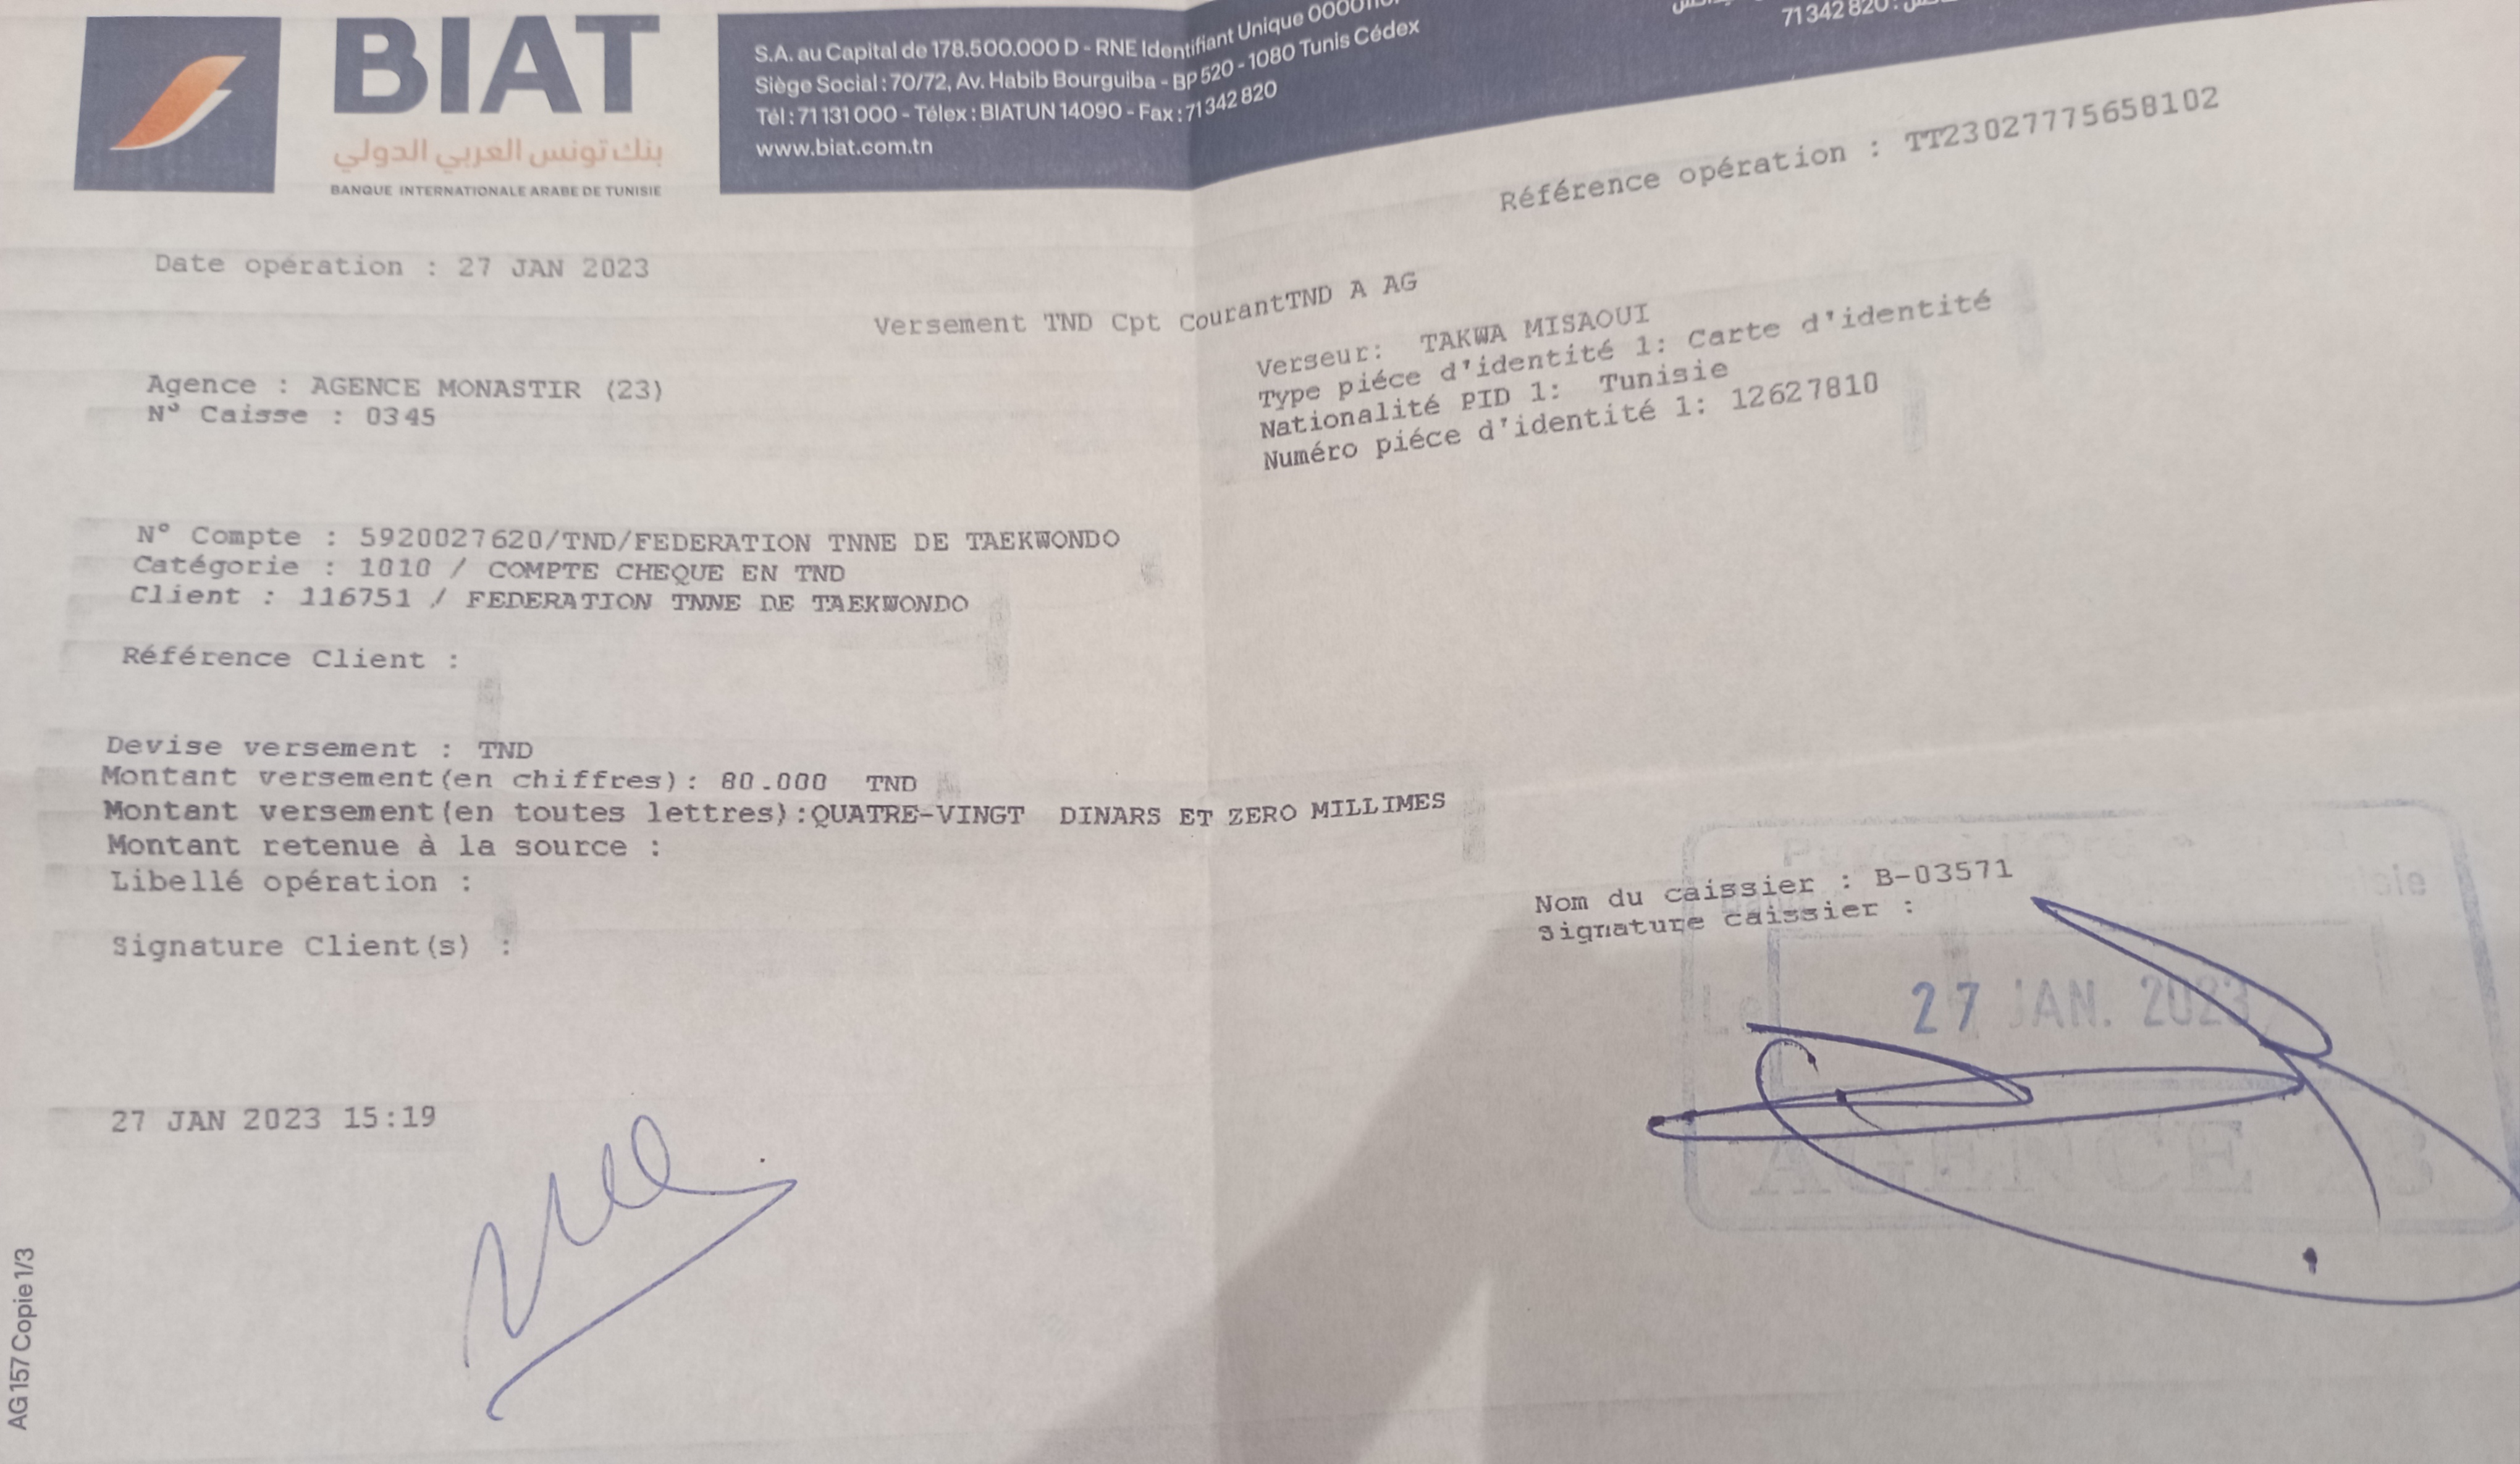 BIAT
بنك تونس العربي الدولي
BANQUE INTERNATIONALE ARABE DE TUNISIE
S.A. au Capital de 178.500.000 D - RNE Identifiant Unique
Siège Social : 70/72, Av. Habib Bourguiba - BP 520 - 1080 Tunis Cédex
Tél : 71 131 000 - Télex : BIATUN 14090 - Fax : 71 342 820
www.biat.com.tn
71 342 820
Référence opération : TT23027775658102
Date opération : 27 JAN 2023
Versement TND Cpt CourantTND A AG
Verseur: TAKWA MISAOUI
Type piéce d'identité 1: Carte d'identité
Nationalité PID 1: Tunisie
Numéro piéce d'identité 1: 12627810
Agence : AGENCE MONASTIR (23)
N° Caisse : 0345
N° Compte : 5920027620/TND/FEDERATION TNNE DE TAEKWONDO
Catégorie : 1010 / COMPTE CHEQUE EN TND
Client : 116751 / FEDERATION TNNE DE TAEKWONDO
Référence Client :
Devise versement : TND
Montant versement(en chiffres): 80.000 TND
Montant versement(en toutes lettres):QUATRE-VINGT DINARS ET ZERO MILLIMES
Montant retenue à la source :
Libellé opération :
Nom du caissier : B-03571
Signature caissier :
Signature Client(s) :
Le 27 JAN. 2023
AGENCE 23
27 JAN 2023 15:19
AG 157 Copie 1/3